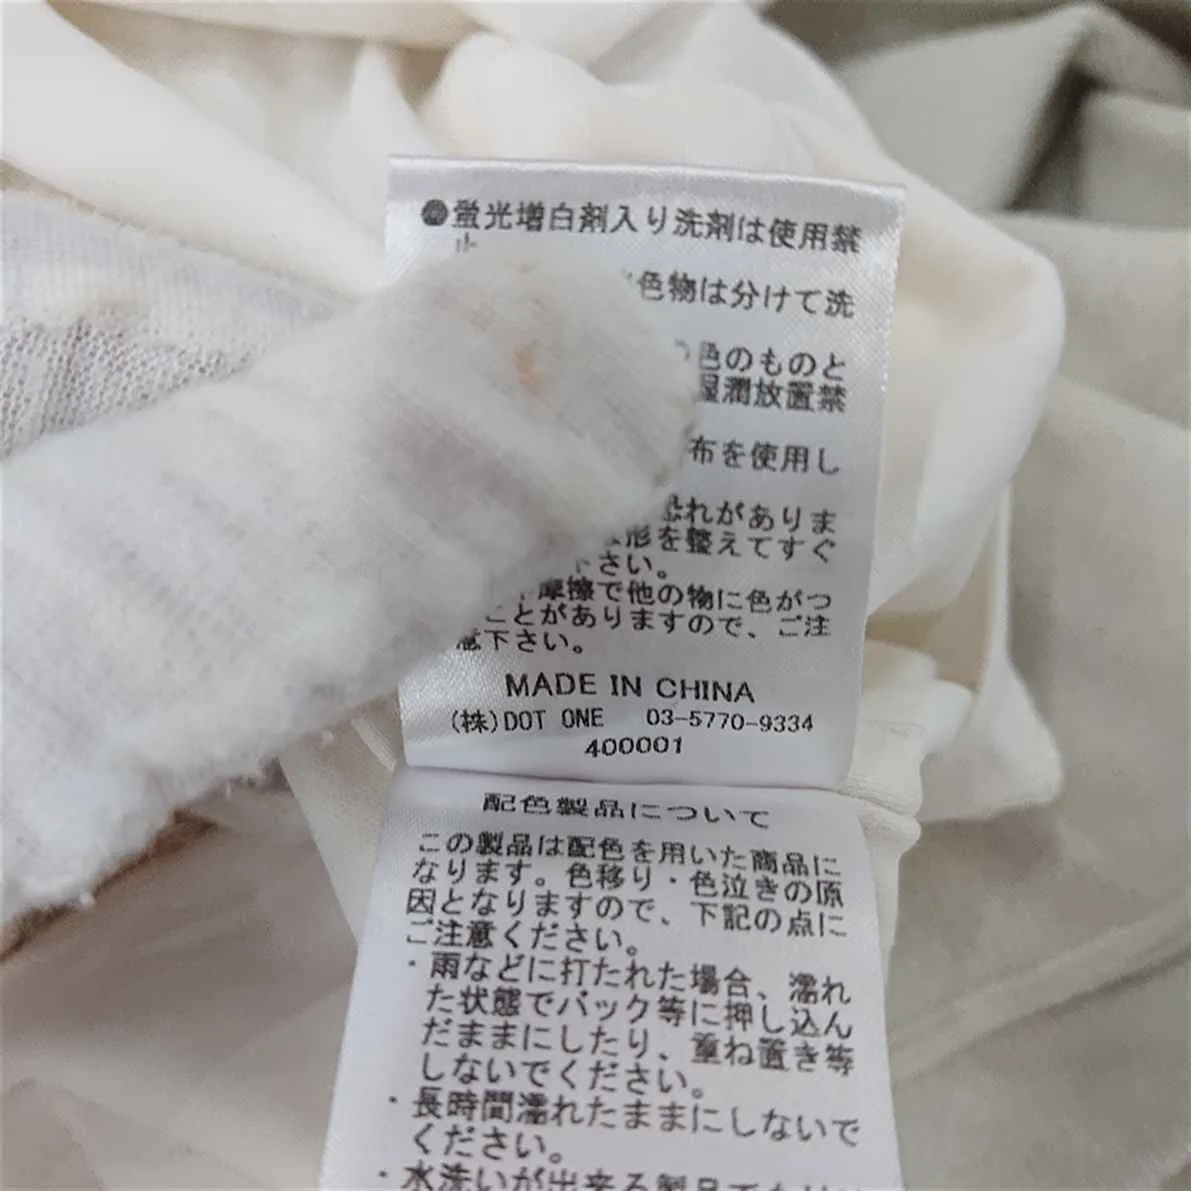 ●蛍光増白剤入り洗剤は使用禁
止
色物は分けて洗
色のものと
湿潤放置禁
布を使用し
恐れがありま
形を整えてすぐ
下さい。
摩擦で他の物に色がつ
ことがありますので、ご注
意下さい。
MADE IN CHINA
(株)DOT ONE 03-5770-9334
400001
配色製品について
この製品は配色を用いた商品に
なります。色移り・色泣きの原
因となりますので、下記の点に
ご注意ください。
・雨などに打たれた場合、濡れ
た状態でバック等に押し込ん
だままにしたり、重ね置き等
しないでください。
・長時間濡れたままにしないで
ください。
・水洗いが出来る製品で